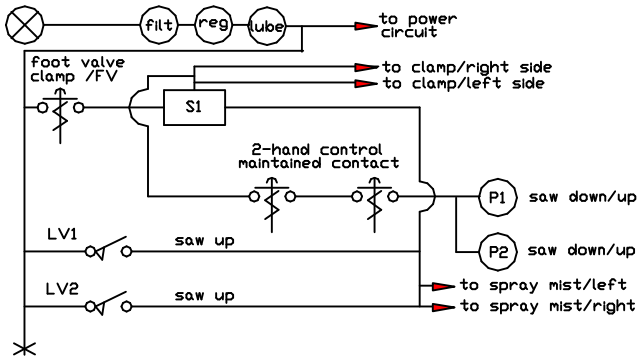 filt reg lube
to power
circuit
foot valve
clamp /FV
to clamp/right side
to clamp/left side
S1
2-hand control
maintained contact
P1 saw down/up
LV1
saw up
P2 saw down/up
LV2
saw up
to spray mist/left
to spray mist/right